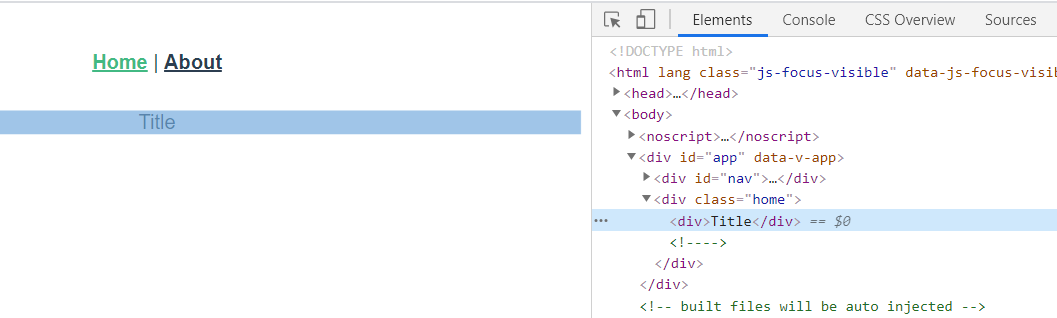 Home | About
Title
Elements Console CSS Overview Sources
<!DOCTYPE html>
<html lang class="js-focus-visible" data-js-focus-visib
<head>…</head>
<body>
<noscript>…</noscript>
<div id="app" data-v-app>
<div id="nav">…</div>
<div class="home">
… <div>Title</div> == $0
<!---->
</div>
</div>
<!-- built files will be auto injected -->